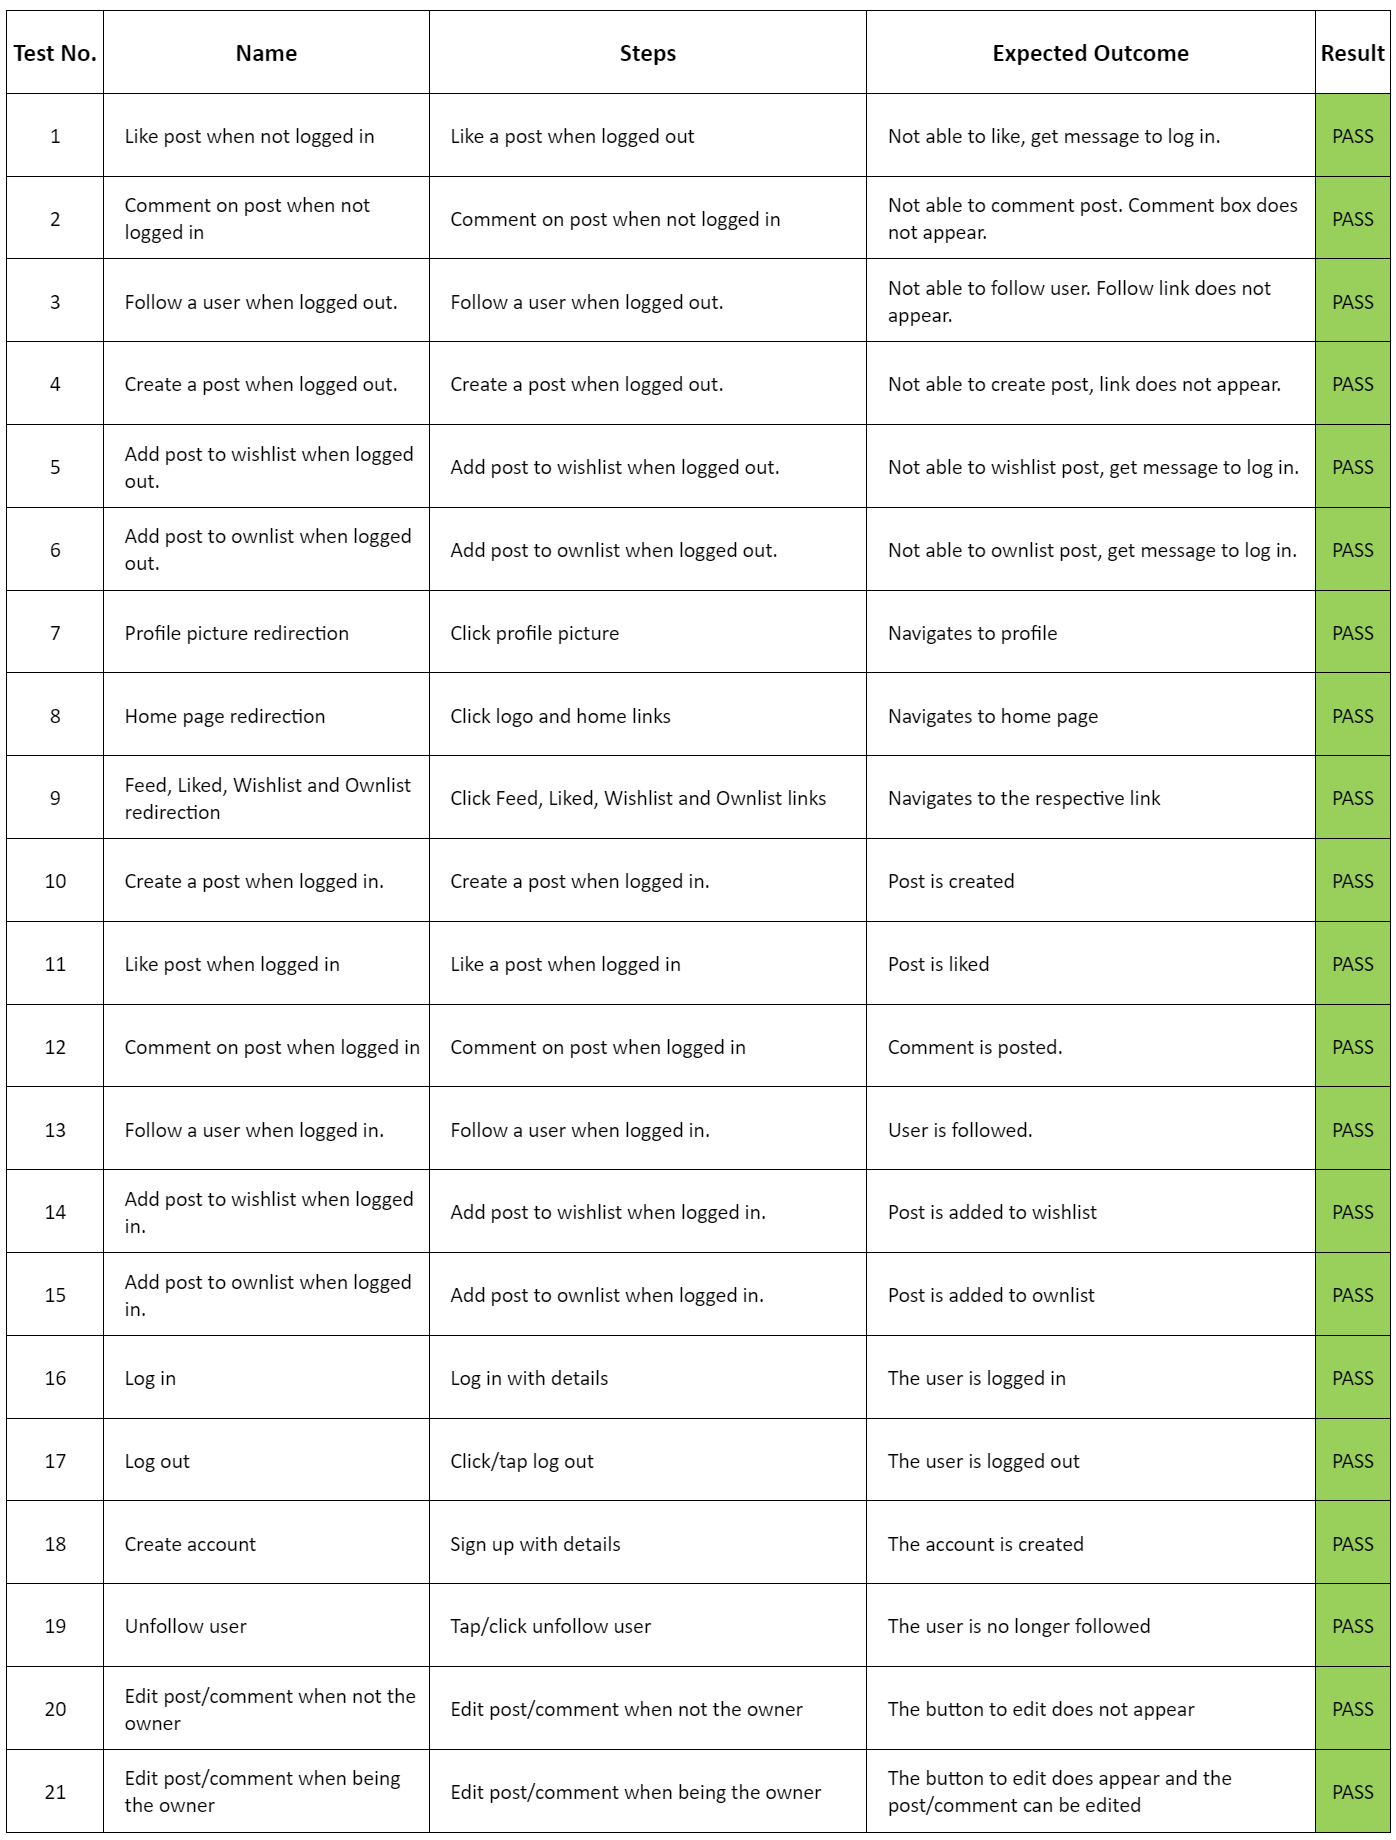 Test No. Name Steps Expected Outcome Result
1 Like post when not logged in Like a post when logged out Not able to like, get message to log in. PASS
2 Comment on post when not
logged in Comment on post when not logged in Not able to comment post. Comment box does
not appear. PASS
3 Follow a user when logged out. Follow a user when logged out. Not able to follow user. Follow link does not
appear. PASS
4 Create a post when logged out. Create a post when logged out. Not able to create post, link does not appear. PASS
5 Add post to wishlist when logged
out. Add post to wishlist when logged out. Not able to wishlist post, get message to log in. PASS
6 Add post to ownlist when logged
out. Add post to ownlist when logged out. Not able to ownlist post, get message to log in. PASS
7 Profile picture redirection Click profile picture Navigates to profile PASS
8 Home page redirection Click logo and home links Navigates to home page PASS
9 Feed, Liked, Wishlist and Ownlist
redirection Click Feed, Liked, Wishlist and Ownlist links Navigates to the respective link PASS
10 Create a post when logged in. Create a post when logged in. Post is created PASS
11 Like post when logged in Like a post when logged in Post is liked PASS
12 Comment on post when logged in Comment on post when logged in Comment is posted. PASS
13 Follow a user when logged in. Follow a user when logged in. User is followed. PASS
14 Add post to wishlist when logged
in. Add post to wishlist when logged in. Post is added to wishlist PASS
15 Add post to ownlist when logged
in. Add post to ownlist when logged in. Post is added to ownlist PASS
16 Log in Log in with details The user is logged in PASS
17 Log out Click/tap log out The user is logged out PASS
18 Create account Sign up with details The account is created PASS
19 Unfollow user Tap/click unfollow user The user is no longer followed PASS
20 Edit post/comment when not the
owner Edit post/comment when not the owner The button to edit does not appear PASS
21 Edit post/comment when being
the owner Edit post/comment when being the owner The button to edit does appear and the
post/comment can be edited PASS